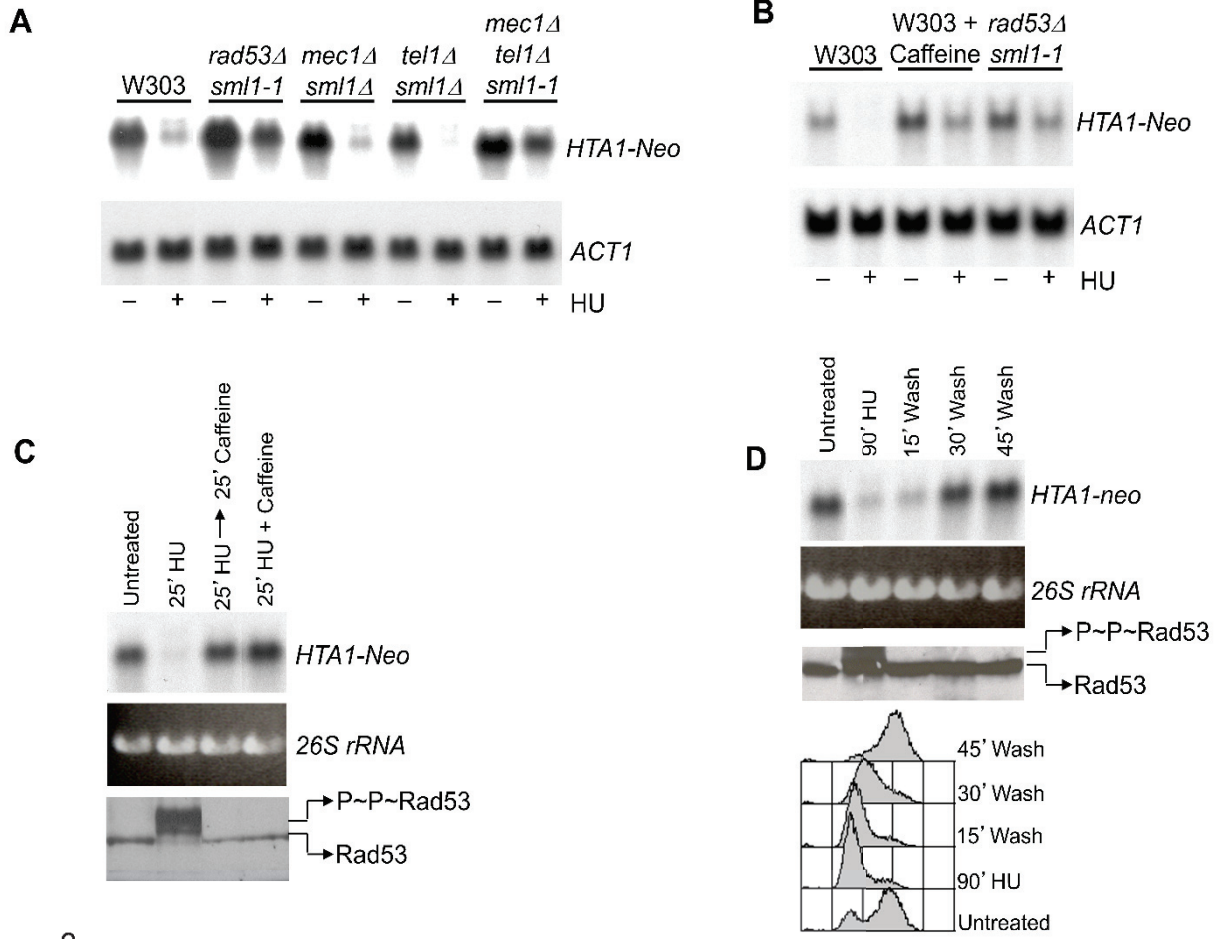 A
W303
rad53Δ
sml1-1
mec1Δ
sml1Δ
tel1Δ
sml1Δ
mec1Δ
tel1Δ
sml1-1
HTA1-Neo
ACT1
– + – + – + – + – +
HU
B
W303
W303 +
Caffeine
rad53Δ
sml1-1
HTA1-Neo
ACT1
– + – + – +
HU
C
Untreated
25' HU
25' HU → 25' Caffeine
25' HU + Caffeine
HTA1-Neo
26S rRNA
P~P~Rad53
Rad53
D
Untreated
90' HU
15' Wash
30' Wash
45' Wash
HTA1-neo
26S rRNA
P~P~Rad53
Rad53
45' Wash
30' Wash
15' Wash
90' HU
Untreated